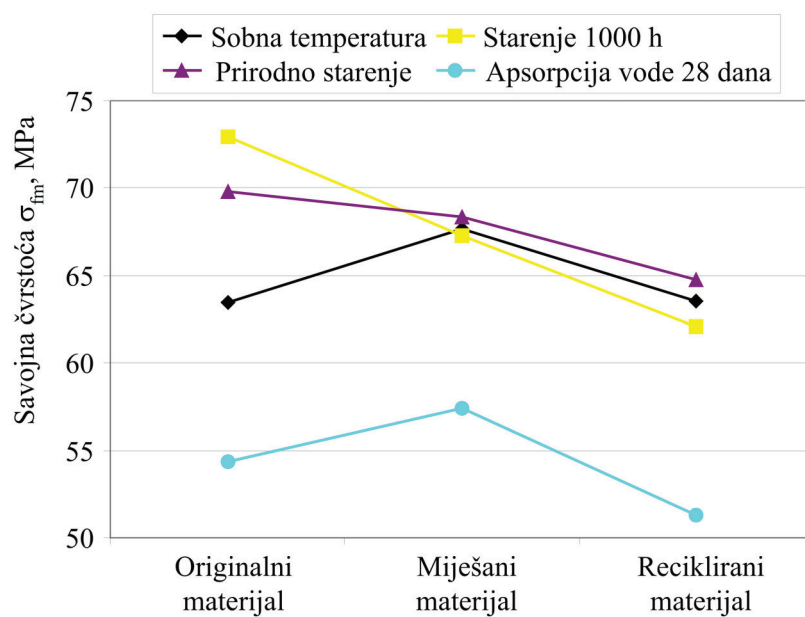 Sobna temperatura Starenje 1000 h
Prirodno starenje Apsorpcija vode 28 dana
Savojna čvrstoća σfm, MPa
75
70
65
60
55
50
Originalni materijal
Miješani materijal
Reciklirani materijal